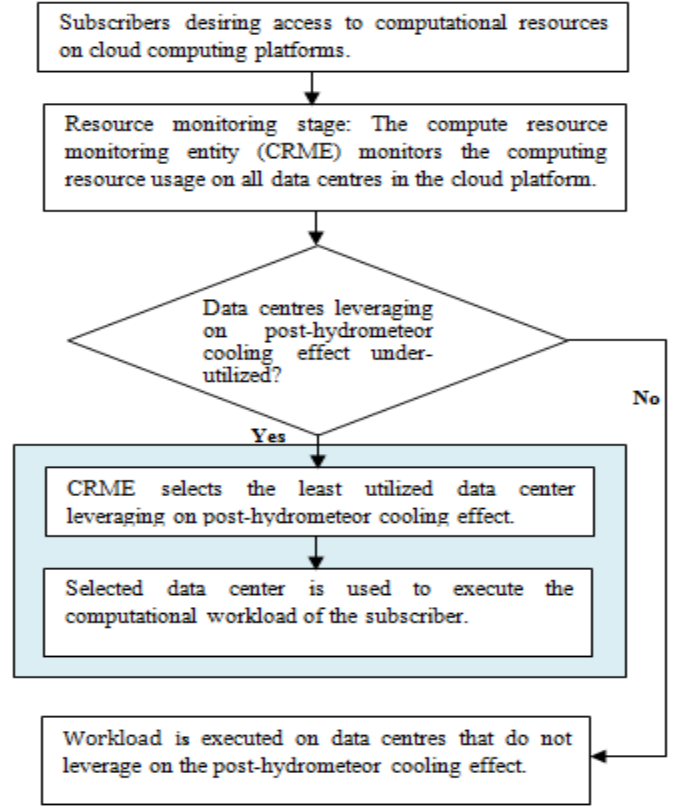 Subscribers desiring access to computational resources
on cloud computing platforms.
Resource monitoring stage: The compute resource
monitoring entity (CRME) monitors the computing
resource usage on all data centres in the cloud platform.
Data centres leveraging
on post-hydrometeor
cooling effect under-
utilized?
No
Yes
CRME selects the least utilized data center
leveraging on post-hydrometeor cooling effect.
Selected data center is used to execute the
computational workload of the subscriber.
Workload is executed on data centres that do not
leverage on the post-hydrometeor cooling effect.